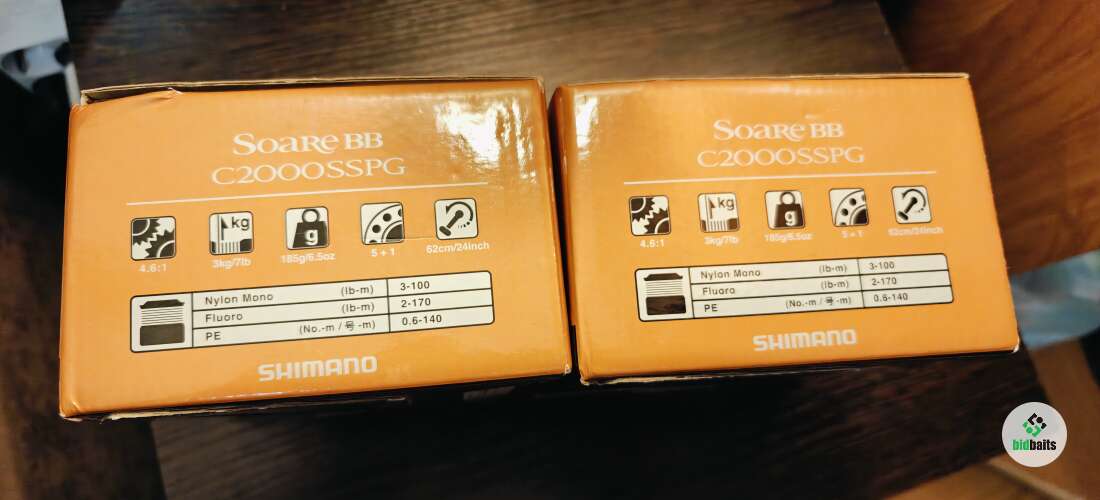 Soare BB
C2000SSPG
kg
g
4.6:1
3kg/7lb
185g/6.5oz
5+1
62cm/24inch
Nylon Mono (lb-m) 3-100
Fluoro (lb-m) 2-170
PE (No.-m/号-m) 0.6-140
SHIMANO
Soare BB
C2000SSPG
kg
g
4.6:1
3kg/7lb
185g/6.5oz
5+1
62cm/24inch
Nylon Mono (lb-m) 3-100
Fluoro (lb-m) 2-170
PE (No.-m/号-m) 0.6-140
SHIMANO
bidbaits